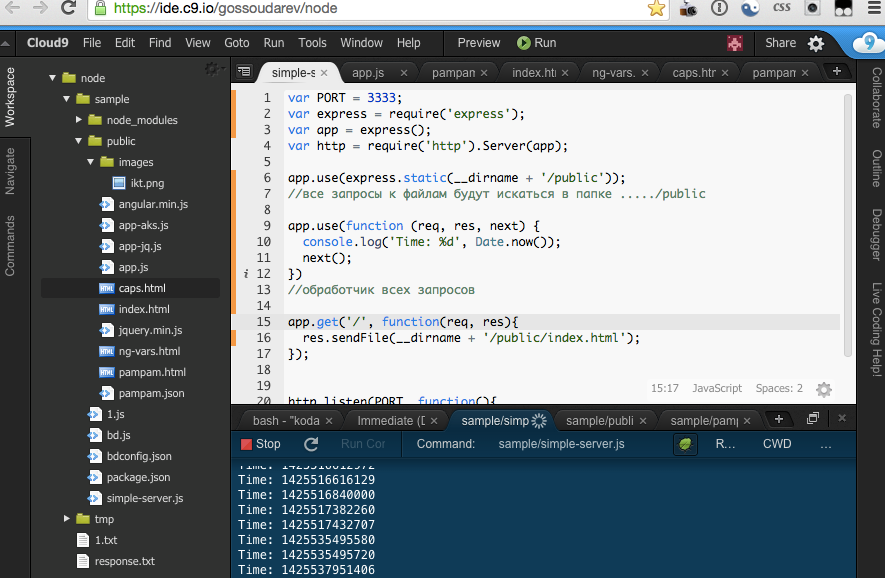 https://ide.c9.io/gossoudarev/node
CSS
Cloud9 File Edit Find View Goto Run Tools Window Help Preview Run Share
simple-s app.js pampam index.ht ng-vars. caps.htr pampam
Workspace
Navigate
Commands
node
sample
node_modules
public
images
ikt.png
angular.min.js
app-aks.js
app-jq.js
app.js
caps.html
index.html
jquery.min.js
ng-vars.html
pampam.html
pampam.json
1.js
bd.js
bdconfig.json
package.json
simple-server.js
tmp
1.txt
response.txt
1 var PORT = 3333;
2 var express = require('express');
3 var app = express();
4 var http = require('http').Server(app);
5
6 app.use(express.static(__dirname + '/public'));
7 //все запросы к файлам будут искаться в папке ...../public
8
9 app.use(function (req, res, next) {
10 console.log('Time: %d', Date.now());
11 next();
i 12 })
13 //обработчик всех запросов
14
15 app.get('/', function(req, res){
16 res.sendFile(__dirname + '/public/index.html');
17 });
18
19
20 http.listen(PORT, function(){
15:17 JavaScript Spaces: 2
bash - "koda Immediate (D sample/simp sample/publi sample/pamp
Stop Run Cor Command: sample/simple-server.js R... CWD ...
Time: 1425516612972
Time: 1425516616129
Time: 1425516840000
Time: 1425517382260
Time: 1425517432707
Time: 1425535495580
Time: 1425535495720
Time: 1425537951406
Collaborate
Outline
Debugger
Live Coding Help!